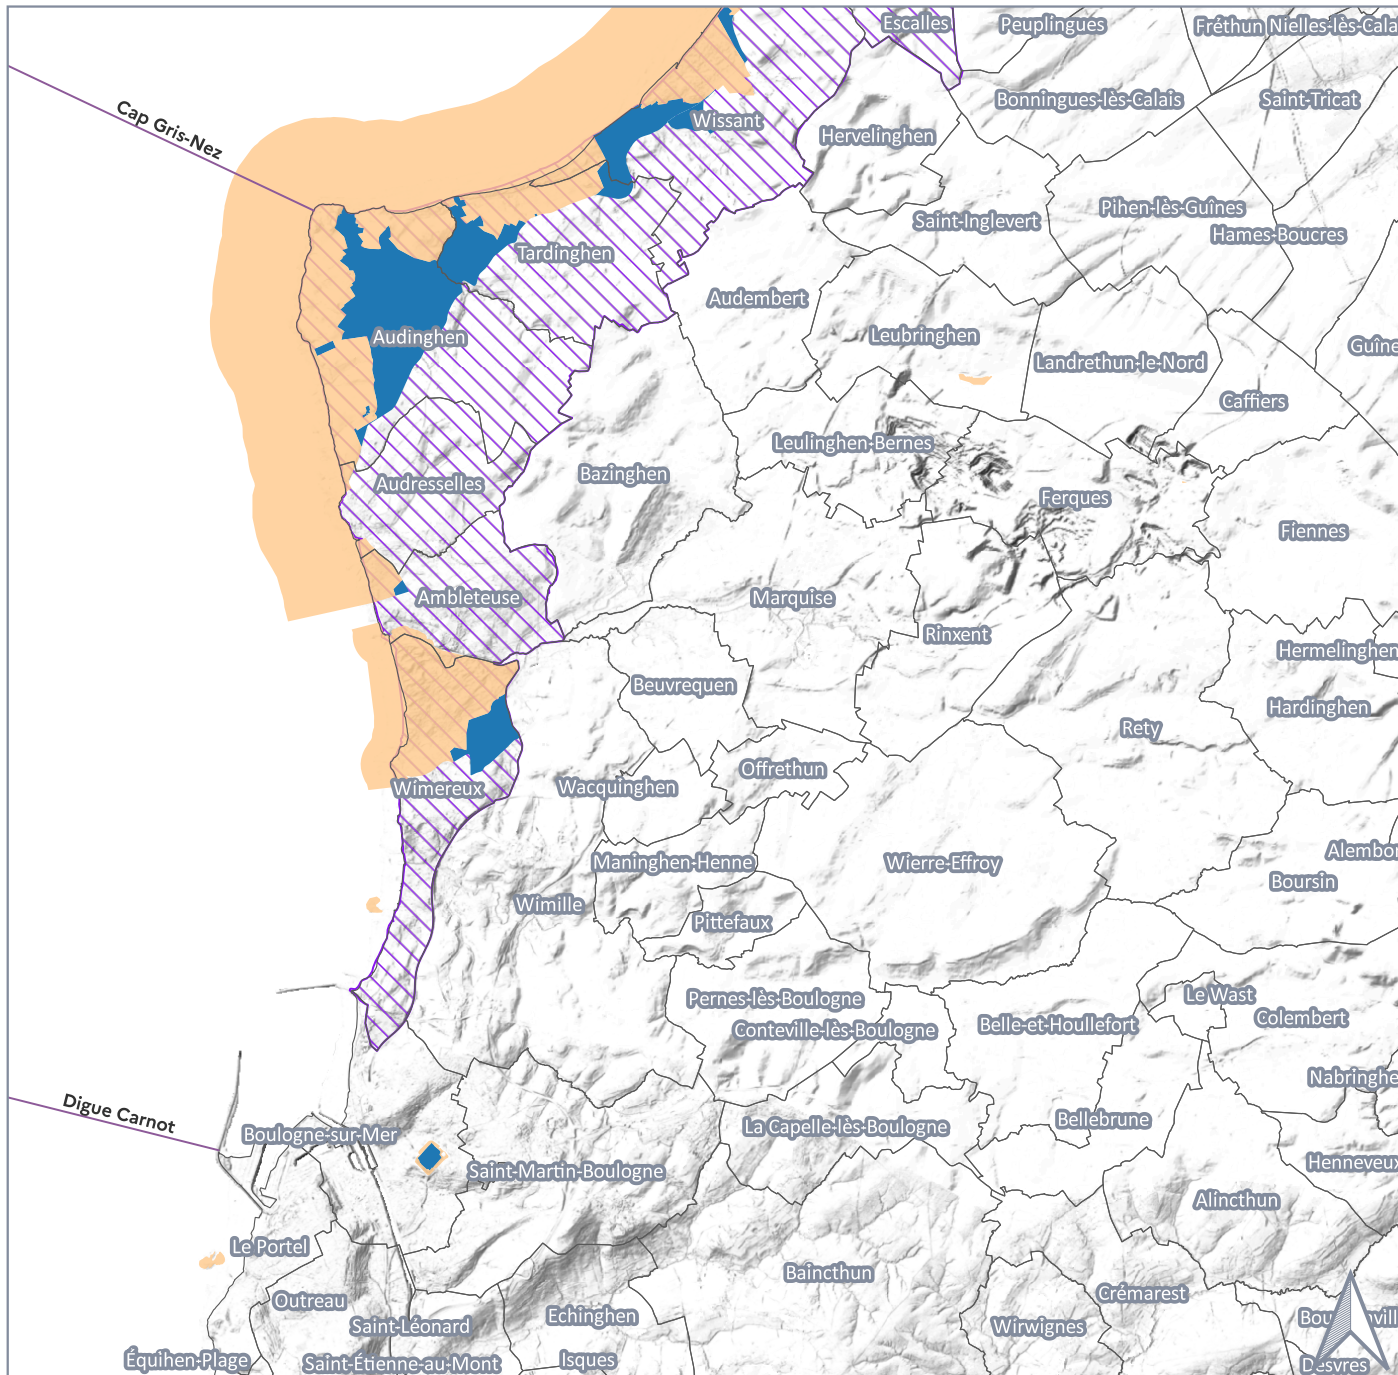 Escalles
Peuplingues
Fréthun
Nielles-lès-Cala
Bonningues-lès-Calais
Saint-Tricat
Cap Gris-Nez
Wissant
Hervelinghen
Pihen-lès-Guînes
Saint-Inglevert
Hames-Boucres
Tardinghen
Audembert
Audinghen
Leubringhen
Guîne
Landrethun-le-Nord
Caffiers
Leulinghen-Bernes
Bazinghen
Audresselles
Ferques
Fiennes
Ambleteuse
Marquise
Rinxent
Hermelinghen
Beuvrequen
Hardinghen
Rety
Offrethun
Wimereux
Wacquinghen
Alembo
Maninghen-Henne
Wierre-Effroy
Boursin
Wimille
Pittefaux
Le Wast
Pernes-lès-Boulogne
Colembert
Conteville-lès-Boulogne
Belle-et-Houllefort
Nabringhe
Digue Carnot
Bellebrune
La Capelle-lès-Boulogne
Boulogne-sur-Mer
Henneveux
Saint-Martin-Boulogne
Alincthun
Le Portel
Baincthun
Crémarest
Outreau
Echinghen
Saint-Léonard
Wirwignes
Équihen-Plage
Saint-Étienne-au-Mont
Isques
Desvres